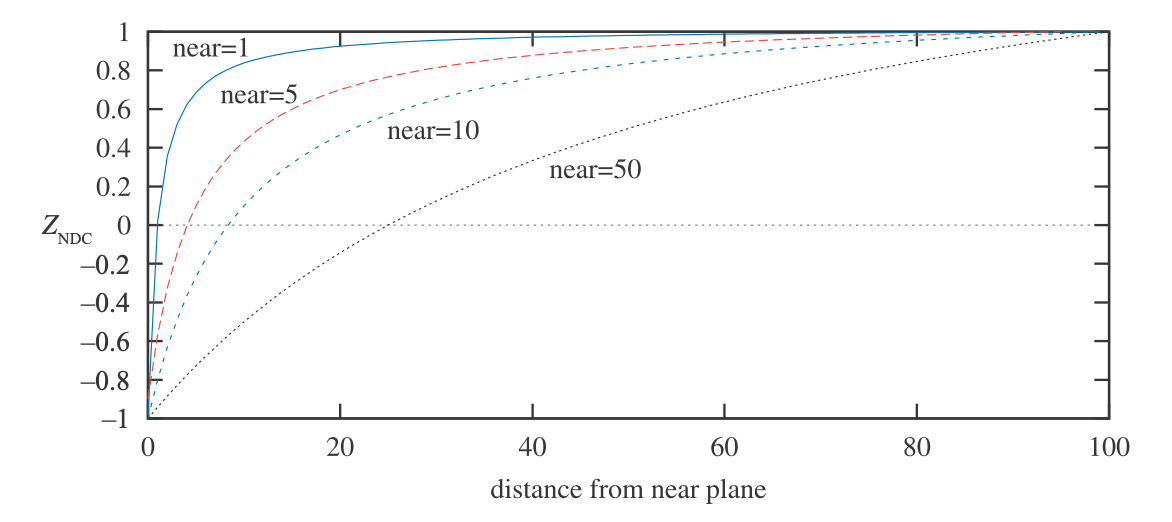 1
near=1
0.8
near=5
0.6
near=10
0.4
near=50
0.2
Z_NDC 0
–0.2
–0.4
–0.6
–0.8
–1
0 20 40 60 80 100
distance from near plane